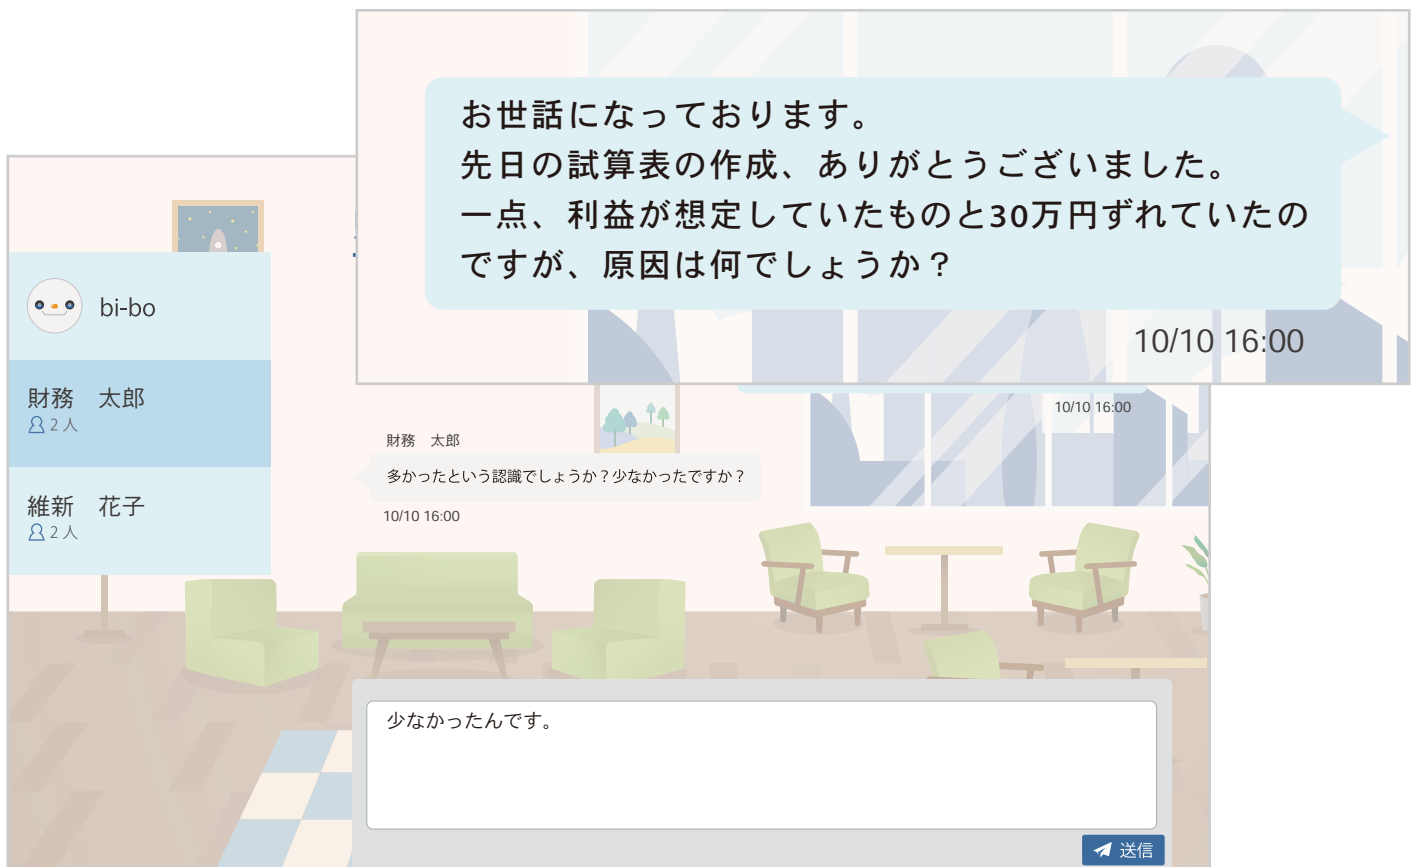 お世話になっております。
先日の試算表の作成、ありがとうございました。
一点、利益が想定していたものと30万円ずれていたの
ですが、原因は何でしょうか？
10/10 16:00
bi-bo
財務　太郎
2人
維新　花子
2人
10/10 16:00
財務　太郎
多かったという認識でしょうか？少なかったですか？
10/10 16:00
少なかったんです。
送信